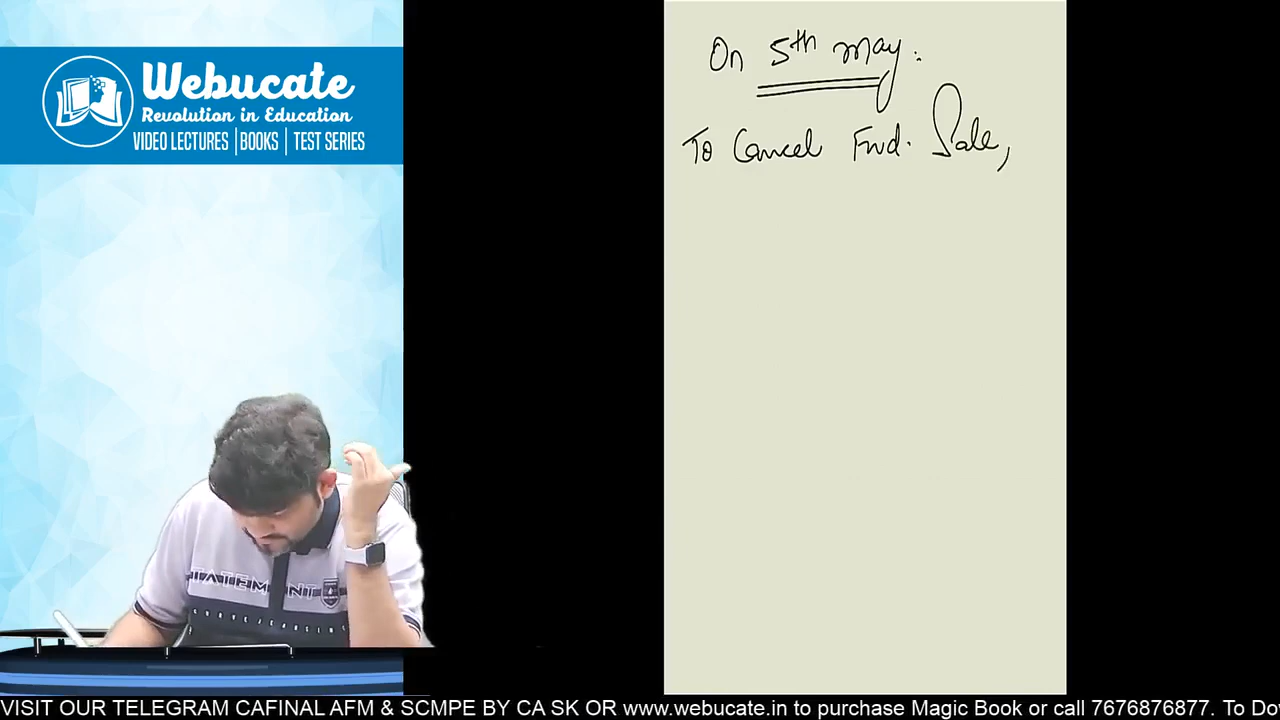 Webucate
Revolution in Education
VIDEO LECTURES | BOOKS | TEST SERIES
On 5th may:
To Cancel Fwd. Sale,
TATEMENT
VISIT OUR TELEGRAM CAFINAL AFM & SCMPE BY CA SK OR www.webucate.in to purchase Magic Book or call 7676876877. To Do